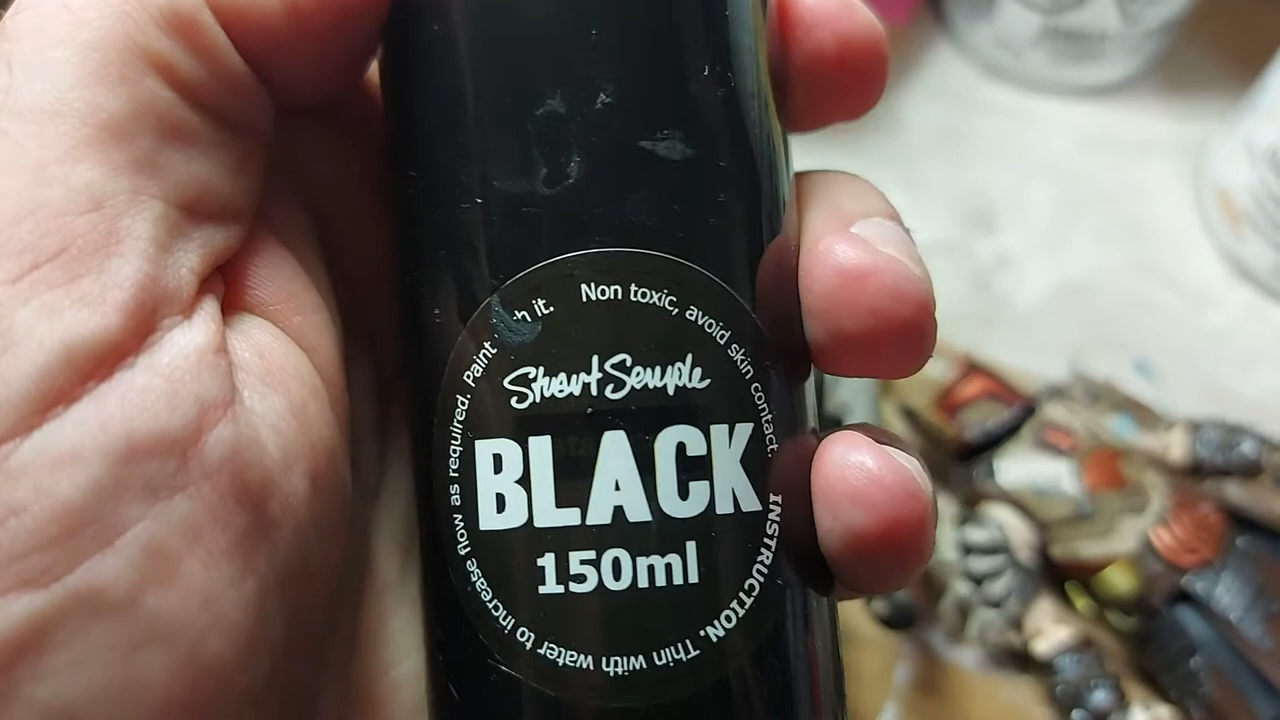 Non toxic, avoid skin contact.
INSTRUCTION. Thin with water to increase flow as required. Paint it.
Stuart Semple
BLACK
150ml